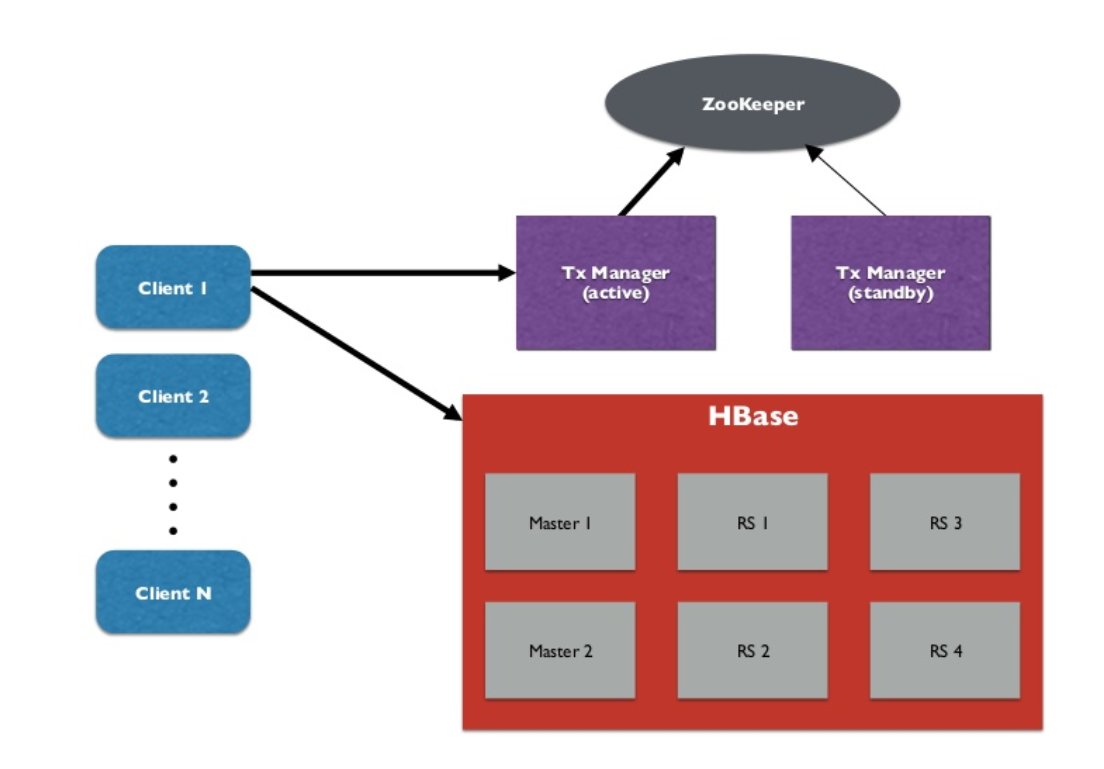 ZooKeeper
Tx Manager
(active)
Tx Manager
(standby)
Client 1
Client 2
Client N
HBase
Master 1
RS 1
RS 3
Master 2
RS 2
RS 4